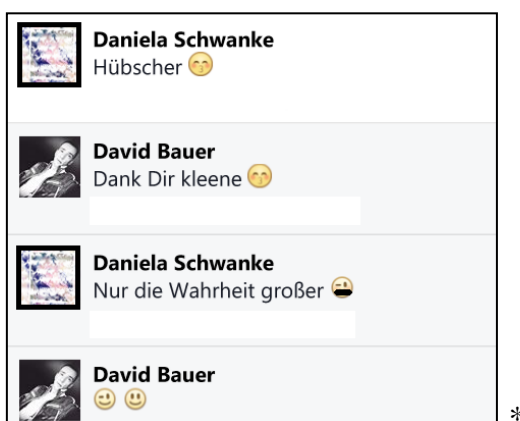 Daniela Schwanke
Hübscher 😙
David Bauer
Dank Dir kleene 😙
Daniela Schwanke
Nur die Wahrheit großer 😉
David Bauer
😉 😃
*